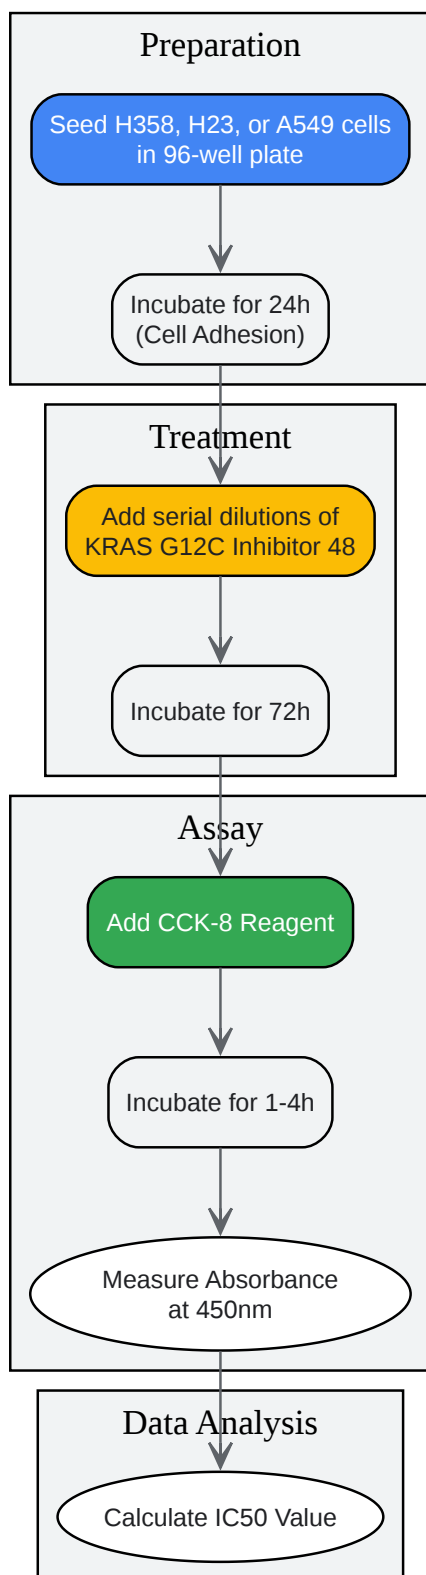 Preparation
Seed H358, H23, or A549 cells
in 96-well plate
Incubate for 24h
(Cell Adhesion)
Treatment
Add serial dilutions of
KRAS G12C Inhibitor 48
Incubate for 72h
Assay
Add CCK-8 Reagent
Incubate for 1-4h
Measure Absorbance
at 450nm
Data Analysis
Calculate IC50 Value